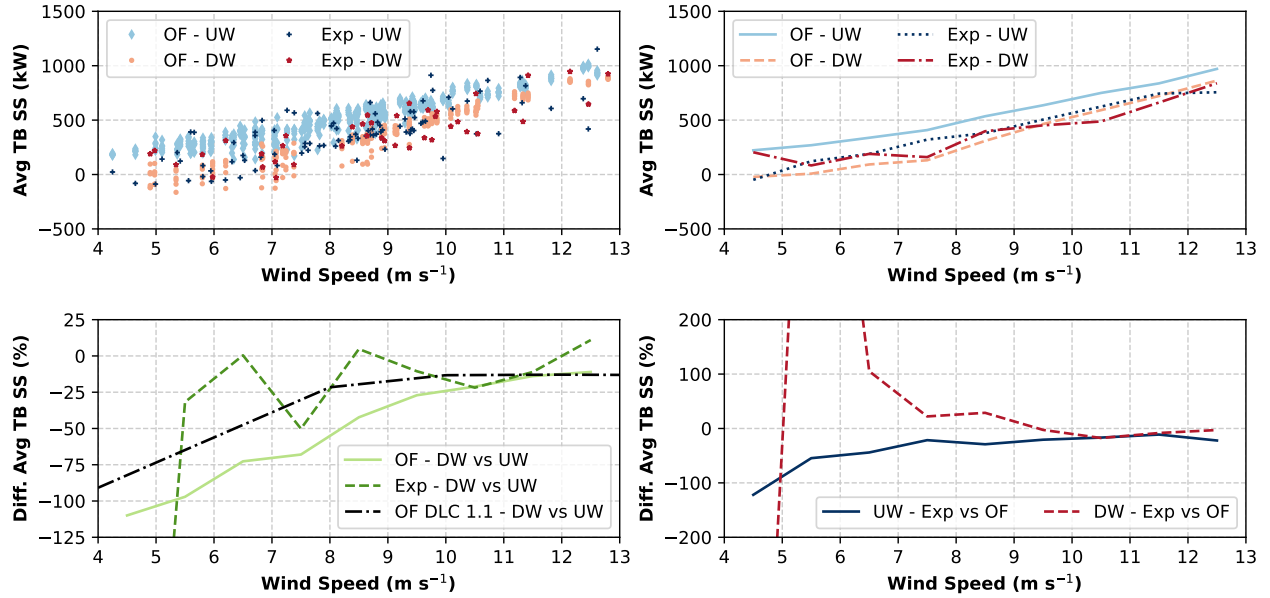 1500
1000
500
0
−500
Avg TB SS (kW)
OF - UW
OF - DW
Exp - UW
Exp - DW
4 5 6 7 8 9 10 11 12 13
Wind Speed (m s⁻¹)
1500
1000
500
0
−500
Avg TB SS (kW)
OF - UW
OF - DW
Exp - UW
Exp - DW
4 5 6 7 8 9 10 11 12 13
Wind Speed (m s⁻¹)
25
0
−25
−50
−75
−100
−125
Diff. Avg TB SS (%)
OF - DW vs UW
Exp - DW vs UW
OF DLC 1.1 - DW vs UW
4 5 6 7 8 9 10 11 12 13
Wind Speed (m s⁻¹)
200
100
0
−100
−200
Diff. Avg TB SS (%)
UW - Exp vs OF
DW - Exp vs OF
4 5 6 7 8 9 10 11 12 13
Wind Speed (m s⁻¹)